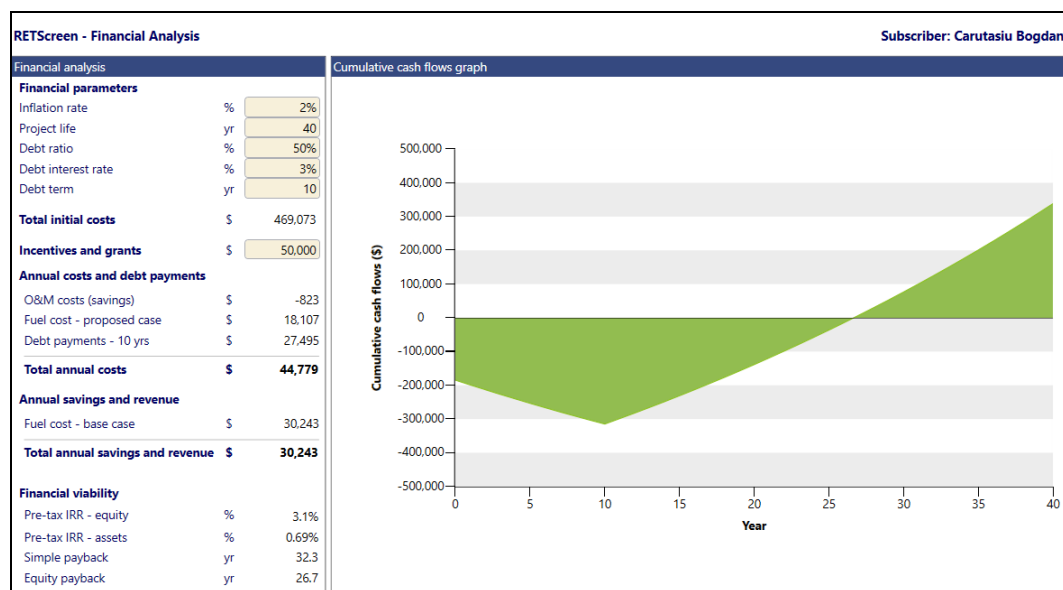 RETScreen - Financial Analysis Subscriber: Carutasiu Bogdan
Financial analysis
Financial parameters
Inflation rate % 2%
Project life yr 40
Debt ratio % 50%
Debt interest rate % 3%
Debt term yr 10
Total initial costs $ 469,073
Incentives and grants $ 50,000
Annual costs and debt payments
O&M costs (savings) $ -823
Fuel cost - proposed case $ 18,107
Debt payments - 10 yrs $ 27,495
Total annual costs $ 44,779
Annual savings and revenue
Fuel cost - base case $ 30,243
Total annual savings and revenue $ 30,243
Financial viability
Pre-tax IRR - equity % 3.1%
Pre-tax IRR - assets % 0.69%
Simple payback yr 32.3
Equity payback yr 26.7
Cumulative cash flows graph
Cumulative cash flows ($)
500,000
400,000
300,000
200,000
100,000
0
-100,000
-200,000
-300,000
-400,000
-500,000
0 5 10 15 20 25 30 35 40
Year